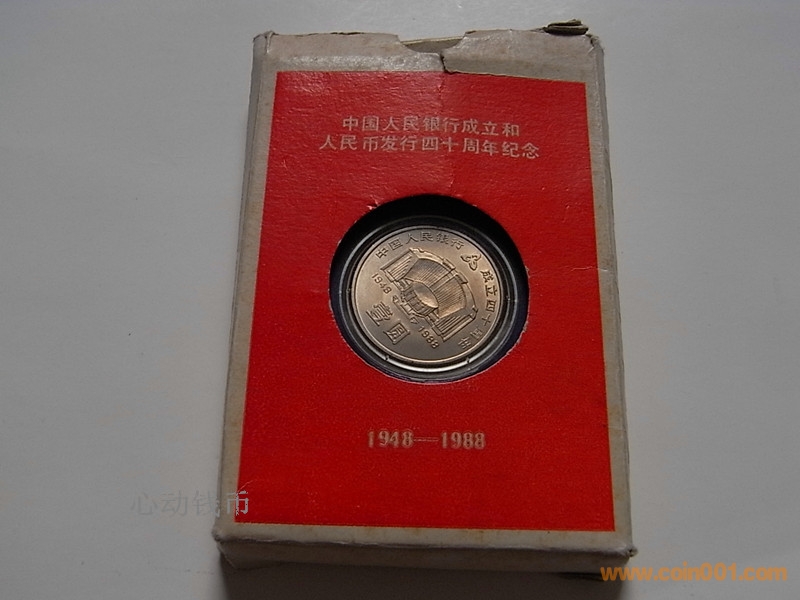 中国人民银行成立和
人民币发行四十周年纪念
中国人民银行成立四十周年
1948
1988
壹圆
1948—1988
心动钱币
www.coin001.com